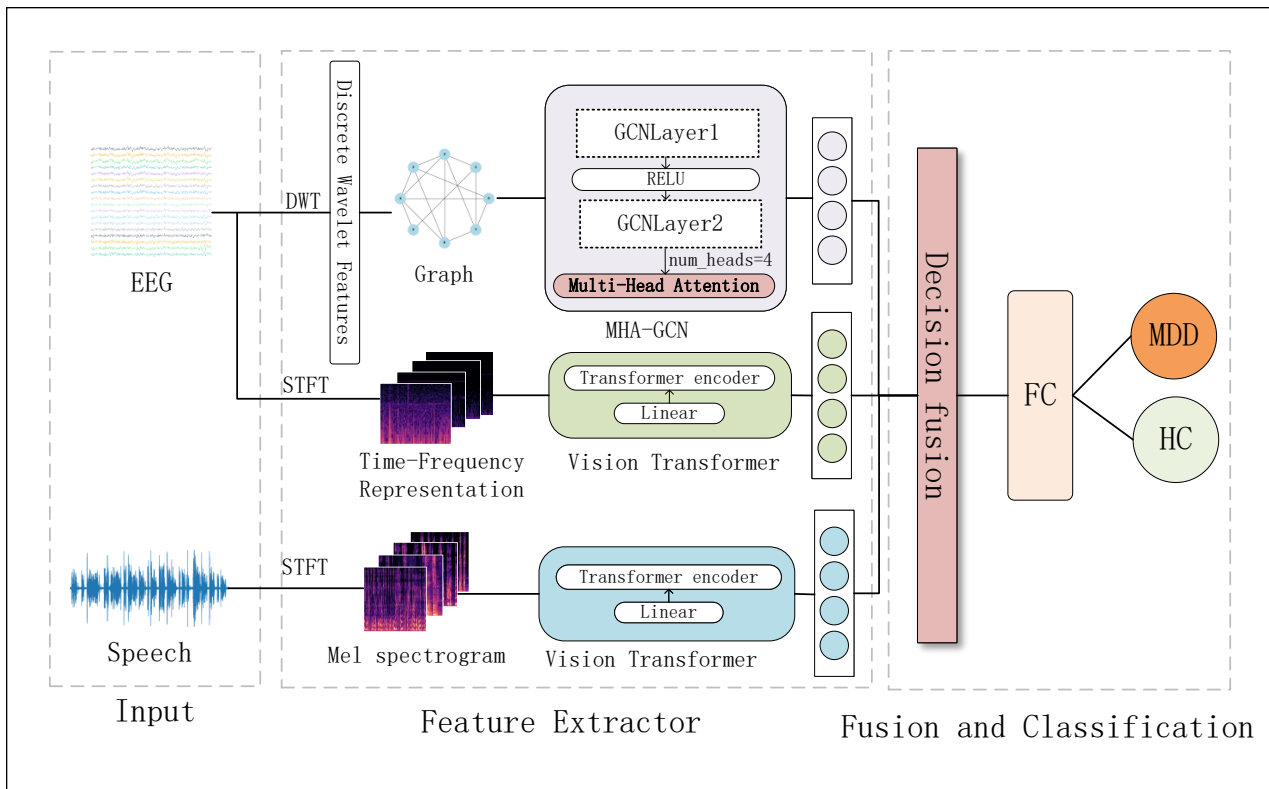 EEG
DWT
Discrete Wavelet Features
Graph
GCNLayer1
RELU
GCNLayer2
num_heads=4
Multi-Head Attention
MHA-GCN
STFT
Time-Frequency
Representation
Transformer encoder
Linear
Vision Transformer
Speech
STFT
Mel spectrogram
Transformer encoder
Linear
Vision Transformer
Decision fusion
FC
MDD
HC
Input
Feature Extractor
Fusion and Classification